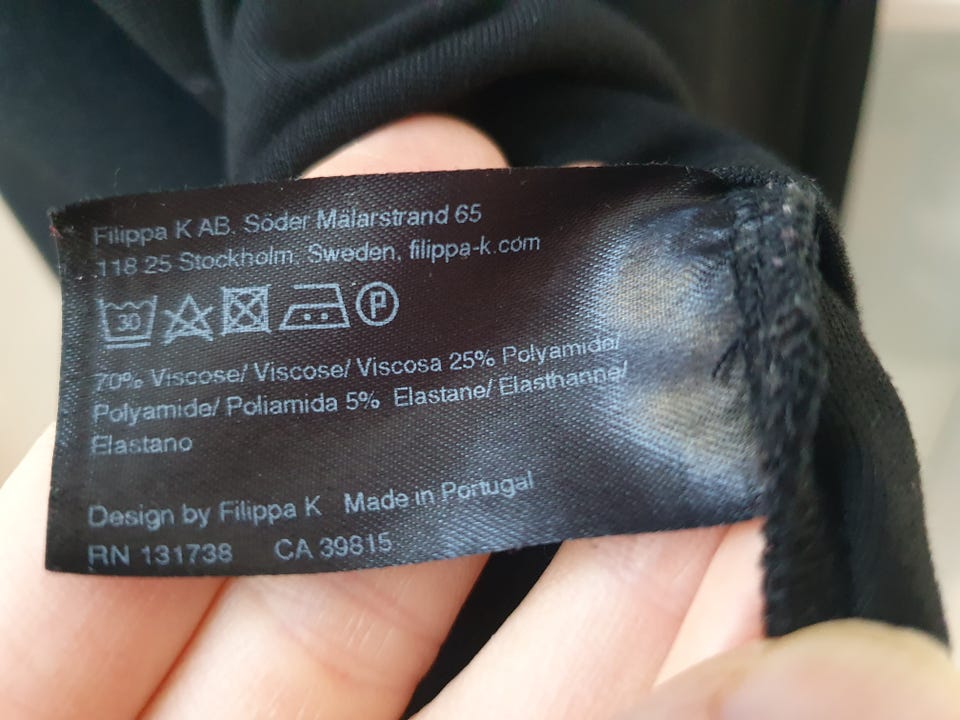 Filippa K AB. Söder Mälarstrand 65
118 25 Stockholm. Sweden. filippa-k.com
30 P
70% Viscose/ Viscose/ Viscosa 25% Polyamide/
Polyamide/ Poliamida 5% Elastane/ Elasthanne/
Elastano
Design by Filippa K Made in Portugal
RN 131738 CA 39815